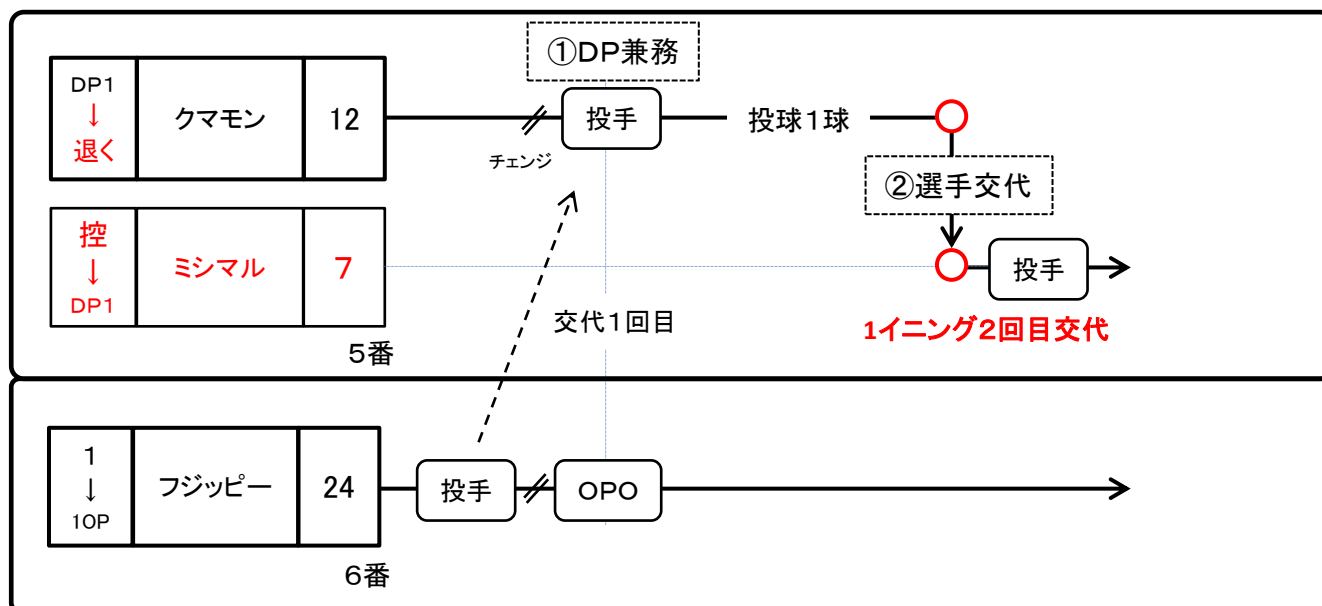 ①DP兼務
DP1
↓
退く
クマモン
12
投手
投球1球
チェンジ
②選手交代
控
↓
DP1
ミシマル
7
投手
交代1回目
1イニング2回目交代
5番
1
↓
1OP
フジッピー
24
投手
OPO
6番